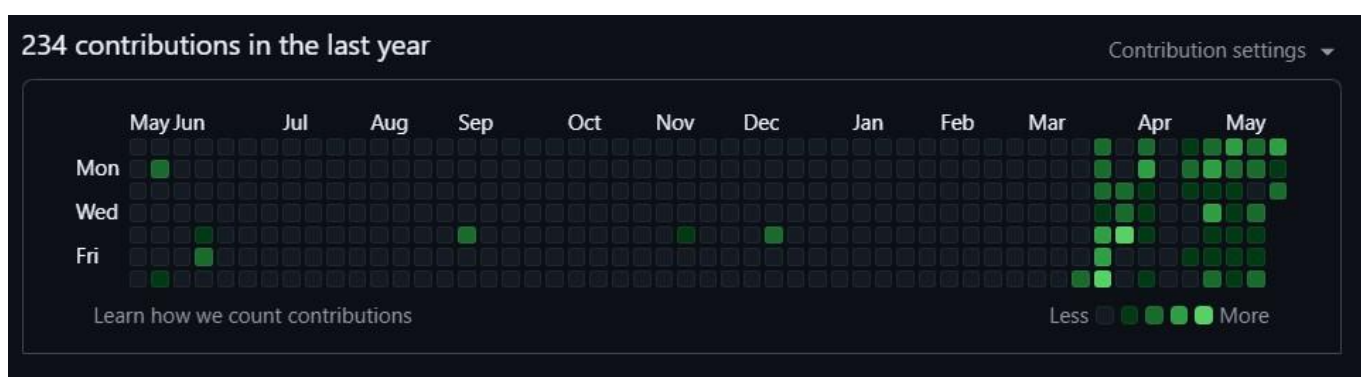 234 contributions in the last year
Contribution settings
May Jun Jul Aug Sep Oct Nov Dec Jan Feb Mar Apr May
Mon
Wed
Fri
Learn how we count contributions
Less More